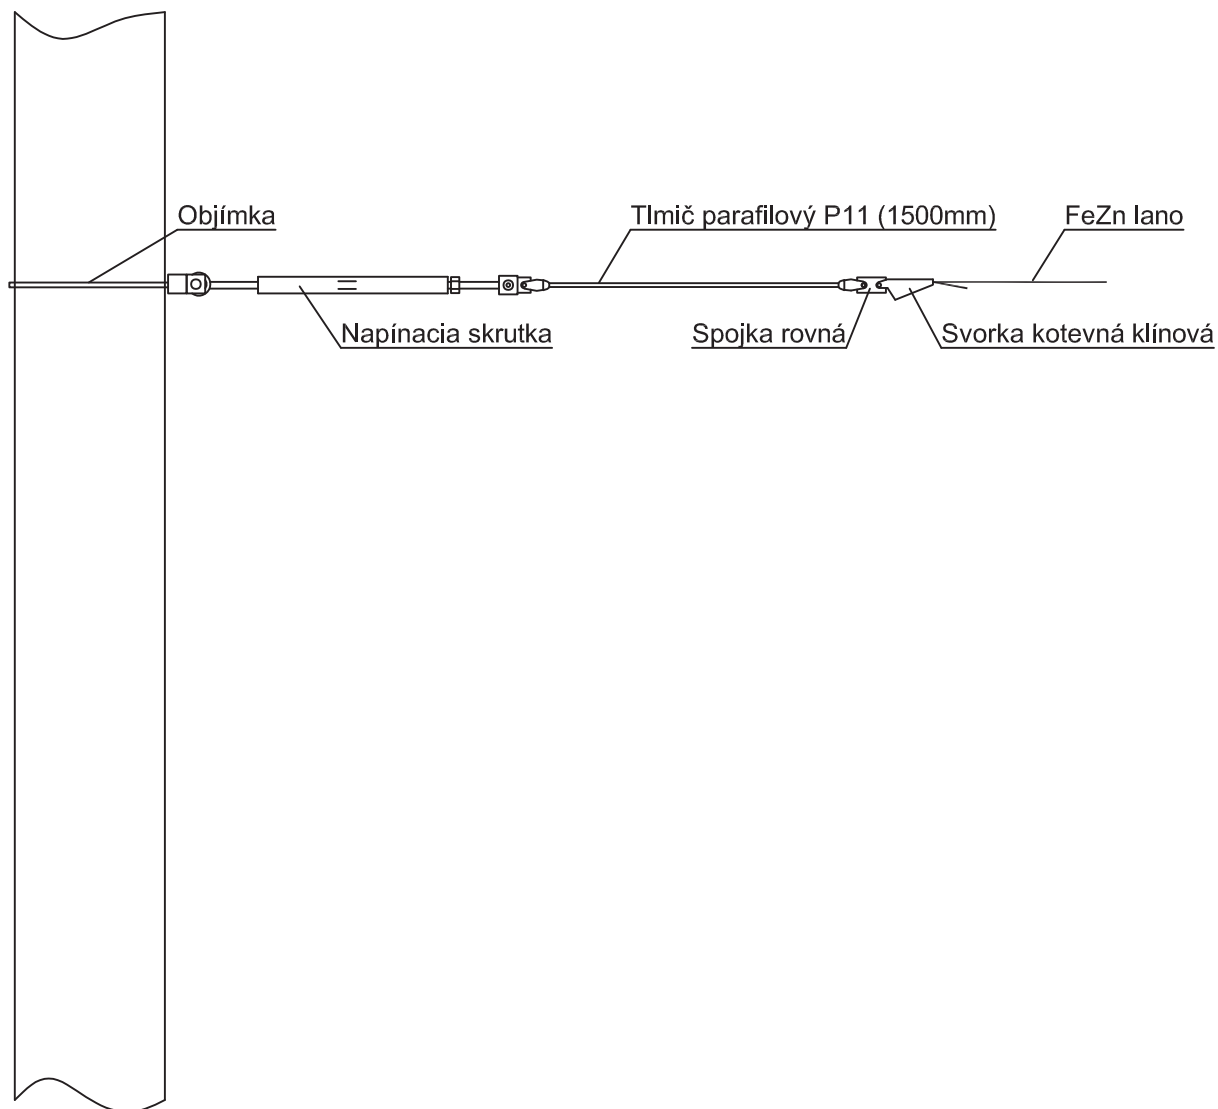 Objímka
Tlmič parafilový P11 (1500mm)
FeZn lano
Napínacia skrutka
Spojka rovná
Svorka kotevná klínová